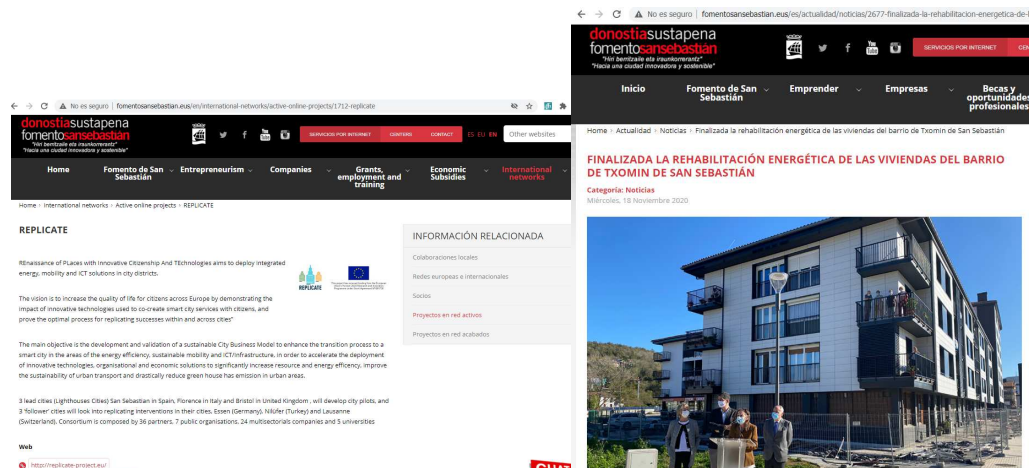 No es seguro | fomentosansebastian.eus/en/international-networks/active-online-projects/1712-replicate
donostiasustapena
fomentosansebastián
"Hiri berritzaile eta iraunkorrerantz"
"Hacia una ciudad innovadora y sostenible"
SERVICIOS POR INTERNET
CENTERS
CONTACT
ES EU EN
Other websites
Home
Fomento de San Sebastián
Entrepreneurism
Companies
Grants, employment and training
Economic Subsidies
International networks
Home > International networks > Active online projects > REPLICATE
REPLICATE
REnaissance of PLaces with Innovative Citizenship And TEchnologies aims to deploy integrated
energy, mobility and ICT solutions in city districts.
REPLICATE
The vision is to increase the quality of life for citizens across Europe by demonstrating the
impact of innovative technologies used to co-create smart city services with citizens, and
prove the optimal process for replicating successes within and across cities"
The main objective is the development and validation of a sustainable City Business Model to enhance the transition process to a
smart city in the areas of the energy efficiency, sustainable mobility and ICT/Infrastructure, in order to accelerate the deployment
of innovative technologies, organisational and economic solutions to significantly increase resource and energy efficency, improve
the sustainability of urban transport and drastically reduce green house has emission in urban areas.
3 lead cities (Lighthouses Cities) San Sebastian in Spain, Florence in Italy and Bristol in United Kingdom , will develop city pilots, and
3 'follower' cities will look into replicating interventions in their cities. Essen (Germany), Nilüfer (Turkey) and Lausanne
(Switzerland). Consortium is composed by 36 partners, 7 public organisations, 24 multisectorials companies and 5 universities
Web
http://replicate-project.eu/
INFORMACIÓN RELACIONADA
Colaboraciones locales
Redes europeas e internacionales
Socios
Proyectos en red activos
Proyectos en red acabados
No es seguro | fomentosansebastian.eus/es/actualidad/noticias/2677-finalizada-la-rehabilitacion-energetica-de-l
donostiasustapena
fomentosansebastián
"Hiri berritzaile eta iraunkorrerantz"
"Hacia una ciudad innovadora y sostenible"
SERVICIOS POR INTERNET
CEN
Inicio
Fomento de San Sebastián
Emprender
Empresas
Becas y oportunidades profesionales
Home > Actualidad > Noticias > Finalizada la rehabilitación energética de las viviendas del barrio de Txomin de San Sebastián
FINALIZADA LA REHABILITACIÓN ENERGÉTICA DE LAS VIVIENDAS DEL BARRIO
DE TXOMIN DE SAN SEBASTIÁN
Categoría: Noticias
Miércoles, 18 Noviembre 2020